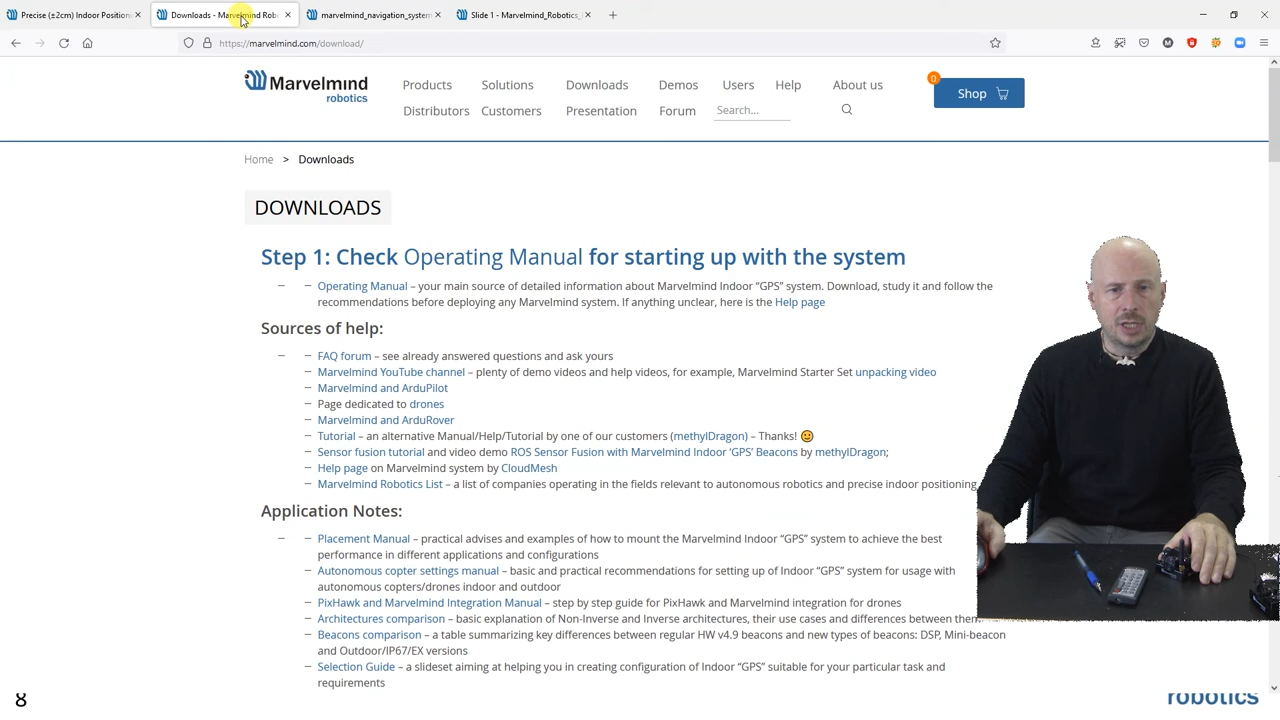 Precise (±2cm) Indoor Position
Downloads - Marvelmind Rob
marvelmind_navigation_system
Slide 1 - Marvelmind_Robotics_
https://marvelmind.com/download/
Marvelmind
robotics
Products Solutions Downloads Demos Users Help About us
Distributors Customers Presentation Forum Search...
0
Shop
Home > Downloads
DOWNLOADS
Step 1: Check Operating Manual for starting up with the system
– – Operating Manual – your main source of detailed information about Marvelmind Indoor “GPS” system. Download, study it and follow the
recommendations before deploying any Marvelmind system. If anything unclear, here is the Help page
Sources of help:
– – FAQ forum – see already answered questions and ask yours
– Marvelmind YouTube channel – plenty of demo videos and help videos, for example, Marvelmind Starter Set unpacking video
– Marvelmind and ArduPilot
– Page dedicated to drones
– Marvelmind and ArduRover
– Tutorial – an alternative Manual/Help/Tutorial by one of our customers (methylDragon) – Thanks! 🙂
– Sensor fusion tutorial and video demo ROS Sensor Fusion with Marvelmind Indoor ‘GPS’ Beacons by methylDragon;
– Help page on Marvelmind system by CloudMesh
– Marvelmind Robotics List – a list of companies operating in the fields relevant to autonomous robotics and precise indoor positioning
Application Notes:
– – Placement Manual – practical advises and examples of how to mount the Marvelmind Indoor “GPS” system to achieve the best
performance in different applications and configurations
– Autonomous copter settings manual – basic and practical recommendations for setting up of Indoor “GPS” system for usage with
autonomous copters/drones indoor and outdoor
– PixHawk and Marvelmind Integration Manual – step by step guide for PixHawk and Marvelmind integration for drones
– Architectures comparison – basic explanation of Non-Inverse and Inverse architectures, their use cases and differences between them.
– Beacons comparison – a table summarizing key differences between regular HW v4.9 beacons and new types of beacons: DSP, Mini-beacon
and Outdoor/IP67/EX versions
– Selection Guide – a slideset aiming at helping you in creating configuration of Indoor “GPS” suitable for your particular task and
requirements
8
robotics